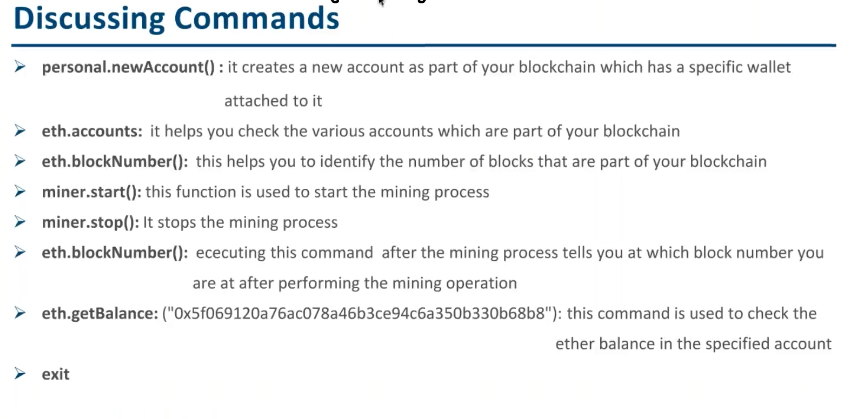 Discussing Commands
➢ personal.newAccount() : it creates a new account as part of your blockchain which has a specific wallet
attached to it
➢ eth.accounts: it helps you check the various accounts which are part of your blockchain
➢ eth.blockNumber(): this helps you to identify the number of blocks that are part of your blockchain
➢ miner.start(): this function is used to start the mining process
➢ miner.stop(): It stops the mining process
➢ eth.blockNumber(): ececuting this command after the mining process tells you at which block number you
are at after performing the mining operation
➢ eth.getBalance: ("0x5f069120a76ac078a46b3ce94c6a350b330b68b8"): this command is used to check the
ether balance in the specified account
➢ exit